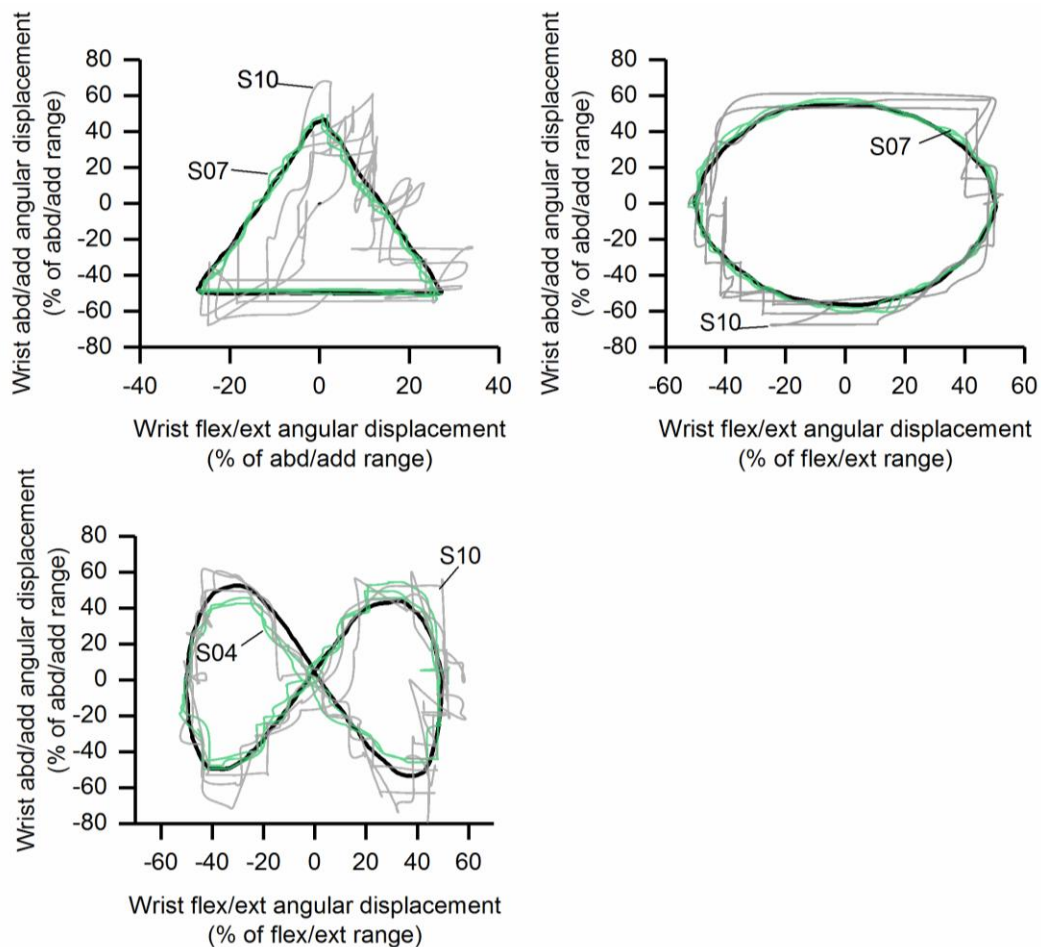 Wrist abd/add angular displacement
(% of abd/add range)
80
60
40
20
0
-20
-40
-60
-80
S10
S07
-40
-20
0
20
40
Wrist flex/ext angular displacement
(% of abd/add range)
Wrist abd/add angular displacement
(% of abd/add range)
80
60
40
20
0
-20
-40
-60
-80
S07
S10
-60
-40
-20
0
20
40
60
Wrist flex/ext angular displacement
(% of flex/ext range)
Wrist abd/add angular displacement
(% of abd/add range)
80
60
40
20
0
-20
-40
-60
-80
S10
S04
-60
-40
-20
0
20
40
60
Wrist flex/ext angular displacement
(% of flex/ext range)